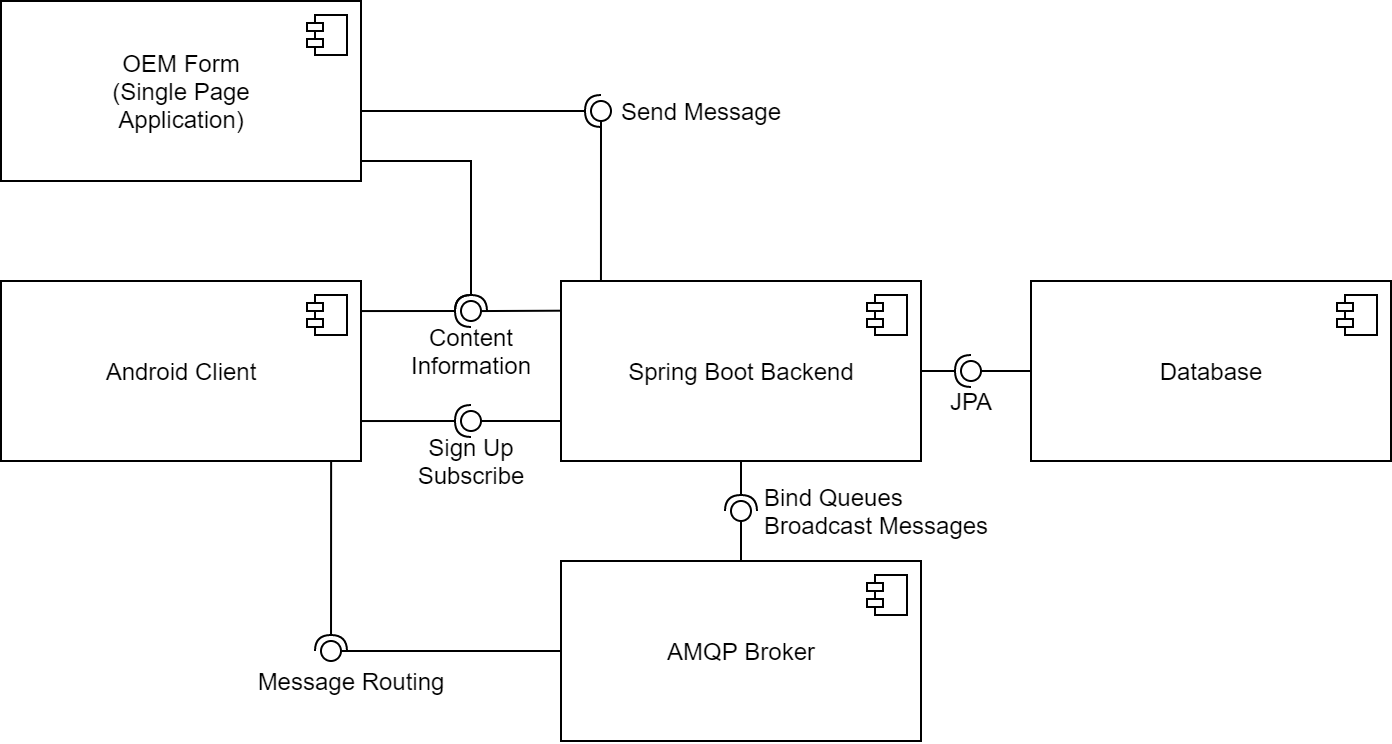 OEM Form
(Single Page
Application)
Send Message
Content
Information
Android Client
Spring Boot Backend
JPA
Database
Sign Up
Subscribe
Bind Queues
Broadcast Messages
AMQP Broker
Message Routing